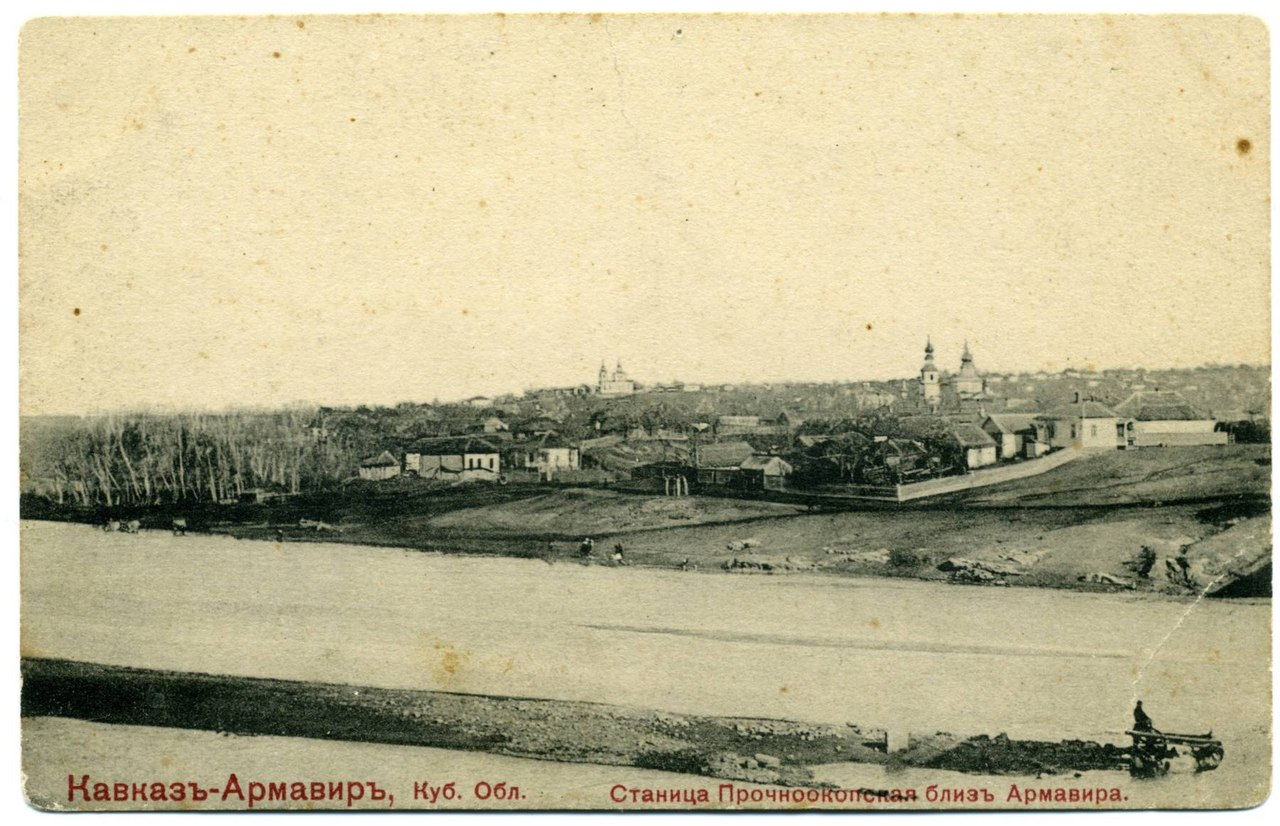 Кавказъ-Армавиръ, Куб. Обл. Станица Прочноокопская близъ Армавира.